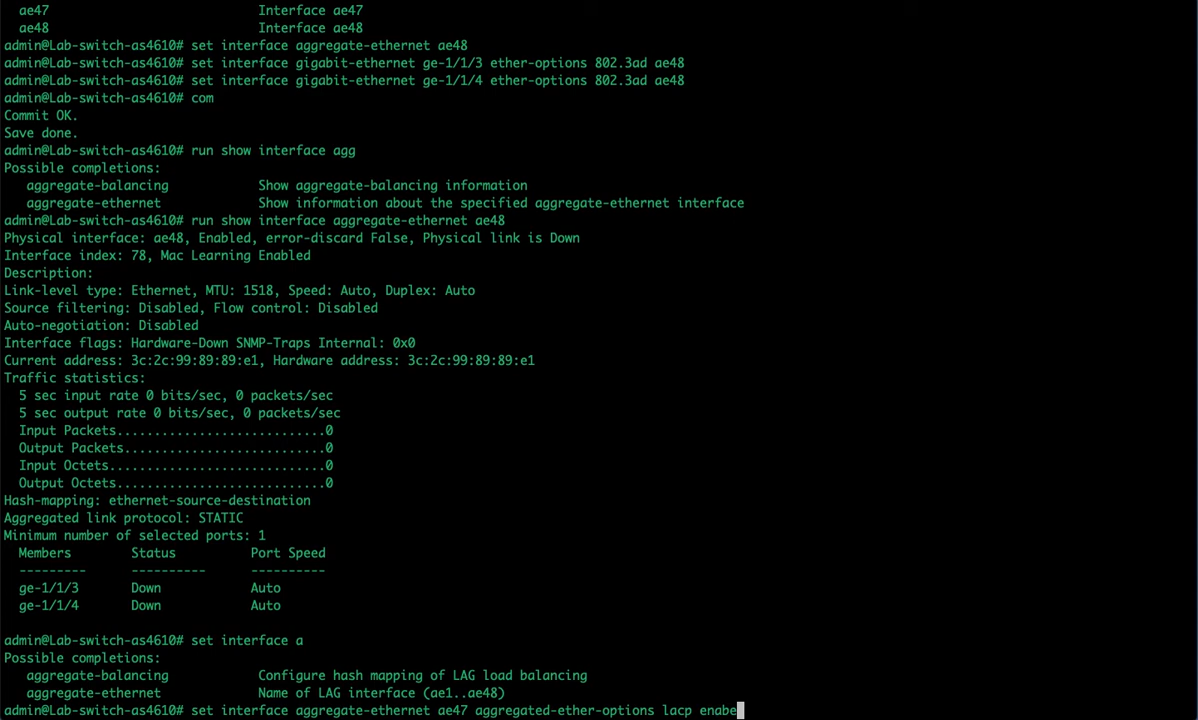 ae47 Interface ae47
ae48 Interface ae48
admin@Lab-switch-as4610# set interface aggregate-ethernet ae48
admin@Lab-switch-as4610# set interface gigabit-ethernet ge-1/1/3 ether-options 802.3ad ae48
admin@Lab-switch-as4610# set interface gigabit-ethernet ge-1/1/4 ether-options 802.3ad ae48
admin@Lab-switch-as4610# com
Commit OK.
Save done.
admin@Lab-switch-as4610# run show interface agg
Possible completions:
aggregate-balancing Show aggregate-balancing information
aggregate-ethernet Show information about the specified aggregate-ethernet interface
admin@Lab-switch-as4610# run show interface aggregate-ethernet ae48
Physical interface: ae48, Enabled, error-discard False, Physical link is Down
Interface index: 78, Mac Learning Enabled
Description:
Link-level type: Ethernet, MTU: 1518, Speed: Auto, Duplex: Auto
Source filtering: Disabled, Flow control: Disabled
Auto-negotiation: Disabled
Interface flags: Hardware-Down SNMP-Traps Internal: 0x0
Current address: 3c:2c:99:89:89:e1, Hardware address: 3c:2c:99:89:89:e1
Traffic statistics:
5 sec input rate 0 bits/sec, 0 packets/sec
5 sec output rate 0 bits/sec, 0 packets/sec
Input Packets............................0
Output Packets...........................0
Input Octets.............................0
Output Octets............................0
Hash-mapping: ethernet-source-destination
Aggregated link protocol: STATIC
Minimum number of selected ports: 1
Members Status Port Speed
--------- ---------- ----------
ge-1/1/3 Down Auto
ge-1/1/4 Down Auto
admin@Lab-switch-as4610# set interface a
Possible completions:
aggregate-balancing Configure hash mapping of LAG load balancing
aggregate-ethernet Name of LAG interface (ae1..ae48)
admin@Lab-switch-as4610# set interface aggregate-ethernet ae47 aggregated-ether-options lacp enabe